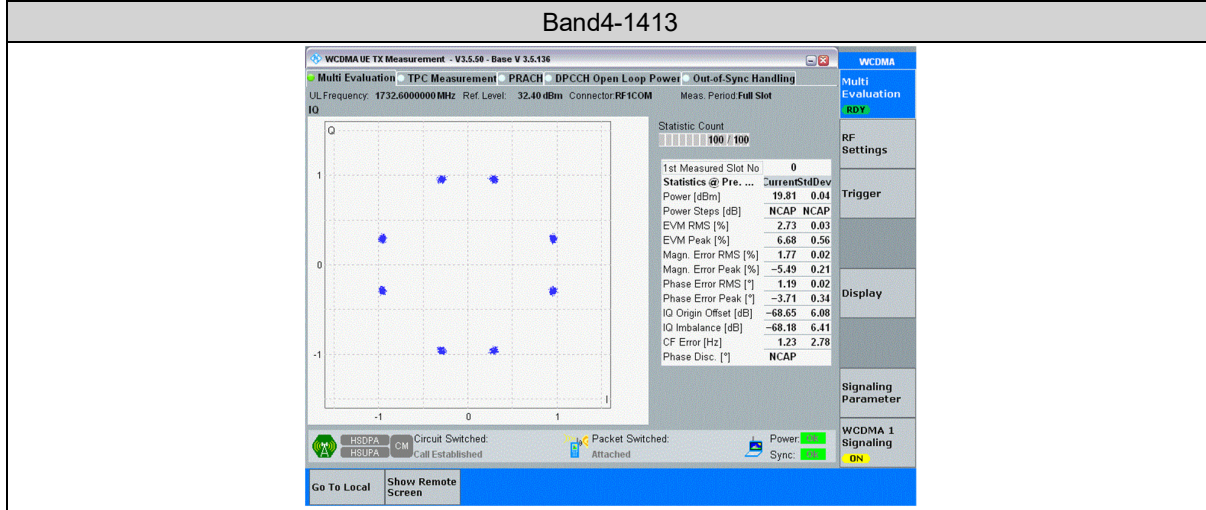 Band4-1413
WCDMA UE TX Measurement - V3.5.50 - Base V 3.5.136
WCDMA
Multi Evaluation TPC Measurement PRACH DPCCH Open Loop Power Out-of-Sync Handling
Multi Evaluation
RDY
UL Frequency: 1732.6000000 MHz Ref. Level: 32.40 dBm Connector:RF1COM Meas. Period:Full Slot
IQ
Q
1
0
-1
-1 0 1
I
Statistic Count
100 / 100
1st Measured Slot No 0
Statistics @ Pre. ... Current StdDev
Power [dBm] 19.81 0.04
Power Steps [dB] NCAP NCAP
EVM RMS [%] 2.73 0.03
EVM Peak [%] 6.68 0.56
Magn. Error RMS [%] 1.77 0.02
Magn. Error Peak [%] −5.49 0.21
Phase Error RMS [°] 1.19 0.02
Phase Error Peak [°] −3.71 0.34
IQ Origin Offset [dB] −68.65 6.08
IQ Imbalance [dB] −68.18 6.41
CF Error [Hz] 1.23 2.78
Phase Disc. [°] NCAP
RF
Settings
Trigger
Display
Signaling
Parameter
WCDMA 1
Signaling
ON
HSDPA
HSUPA
CM
Circuit Switched:
Call Established
Packet Switched:
Attached
Power:
Sync:
Go To Local
Show Remote
Screen